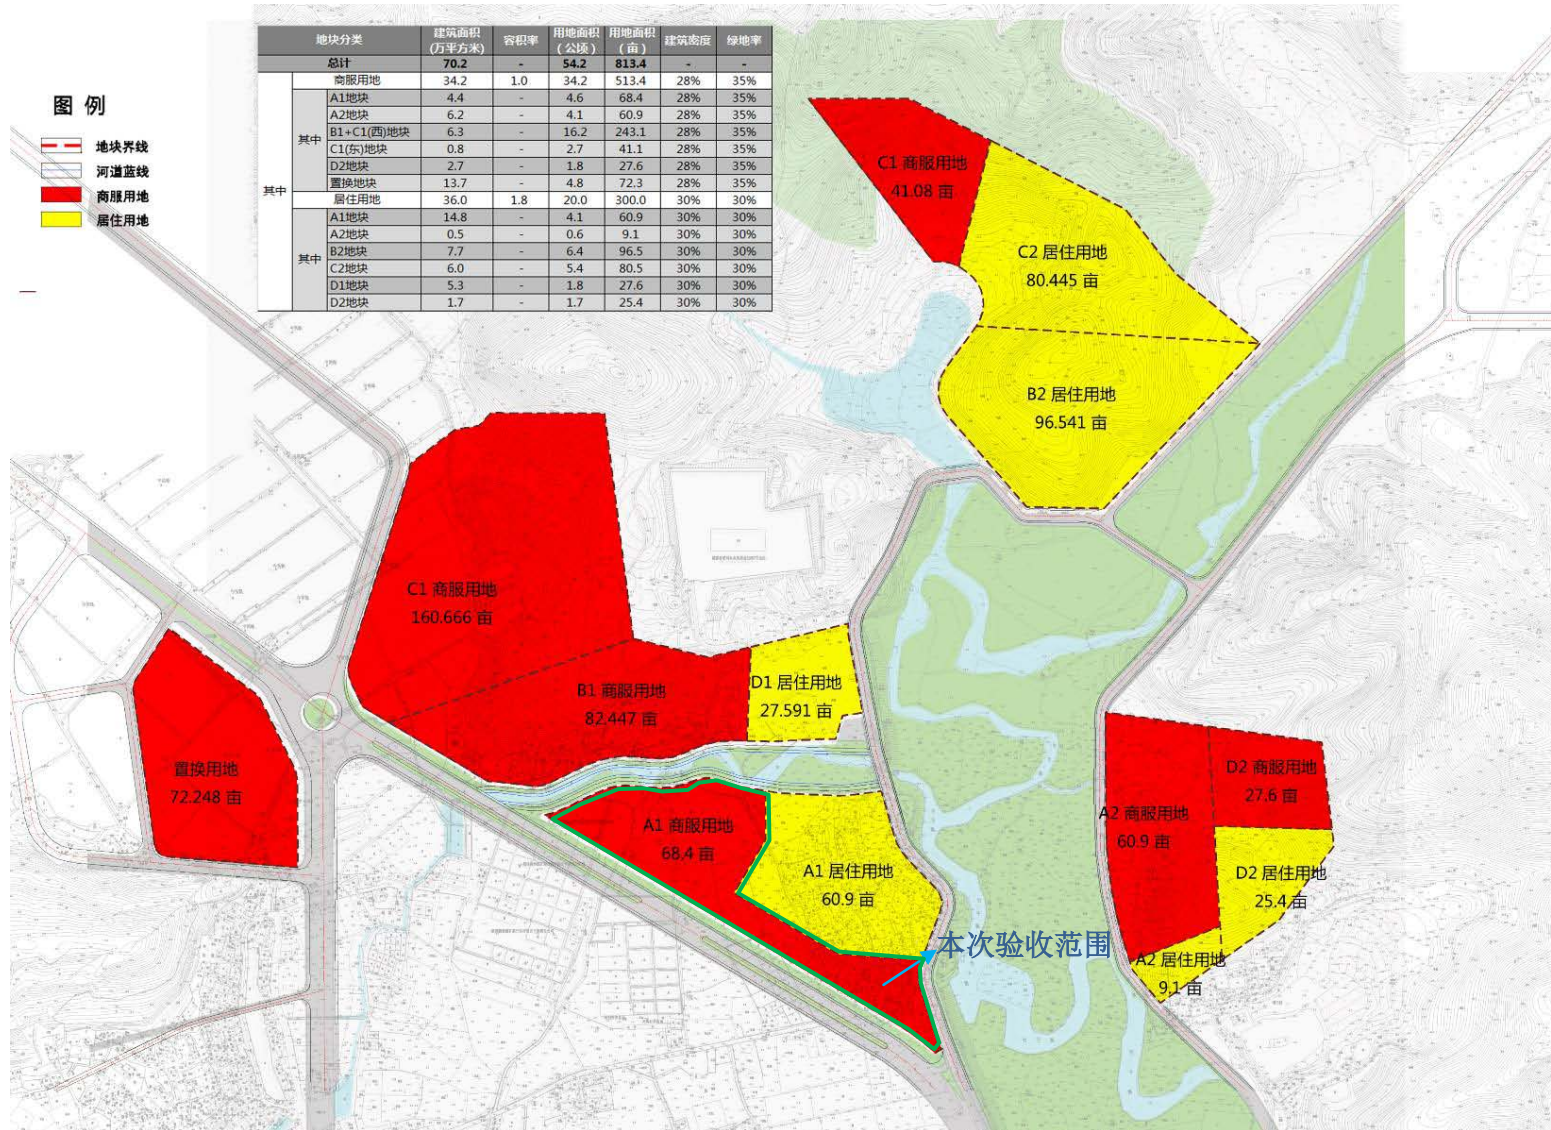 地块分类 建筑面积(万平方米) 容积率 用地面积(公顷) 用地面积(亩) 建筑密度 绿地率
总计 70.2 - 54.2 813.4 - -
其中
商服用地 34.2 1.0 34.2 513.4 28% 35%
其中
A1地块 4.4 - 4.6 68.4 28% 35%
A2地块 6.2 - 4.1 60.9 28% 35%
B1+C1(西)地块 6.3 - 16.2 243.1 28% 35%
C1(东)地块 0.8 - 2.7 41.1 28% 35%
D2地块 2.7 - 1.8 27.6 28% 35%
置换地块 13.7 - 4.8 72.3 28% 35%
居住用地 36.0 1.8 20.0 300.0 30% 30%
其中
A1地块 14.8 - 4.1 60.9 30% 30%
A2地块 0.5 - 0.6 9.1 30% 30%
B2地块 7.7 - 6.4 96.5 30% 30%
C2地块 6.0 - 5.4 80.5 30% 30%
D1地块 5.3 - 1.8 27.6 30% 30%
D2地块 1.7 - 1.7 25.4 30% 30%
图 例
地块界线
河道蓝线
商服用地
居住用地
C1 商服用地
41.08 亩
C2 居住用地
80.445 亩
B2 居住用地
96.541 亩
C1 商服用地
160.666 亩
B1 商服用地
82.447 亩
D1 居住用地
27.591 亩
置换用地
72.248 亩
A1 商服用地
68.4 亩
A1 居住用地
60.9 亩
D2 商服用地
27.6 亩
A2 商服用地
60.9 亩
D2 居住用地
25.4 亩
A2 居住用地
9.1 亩
本次验收范围